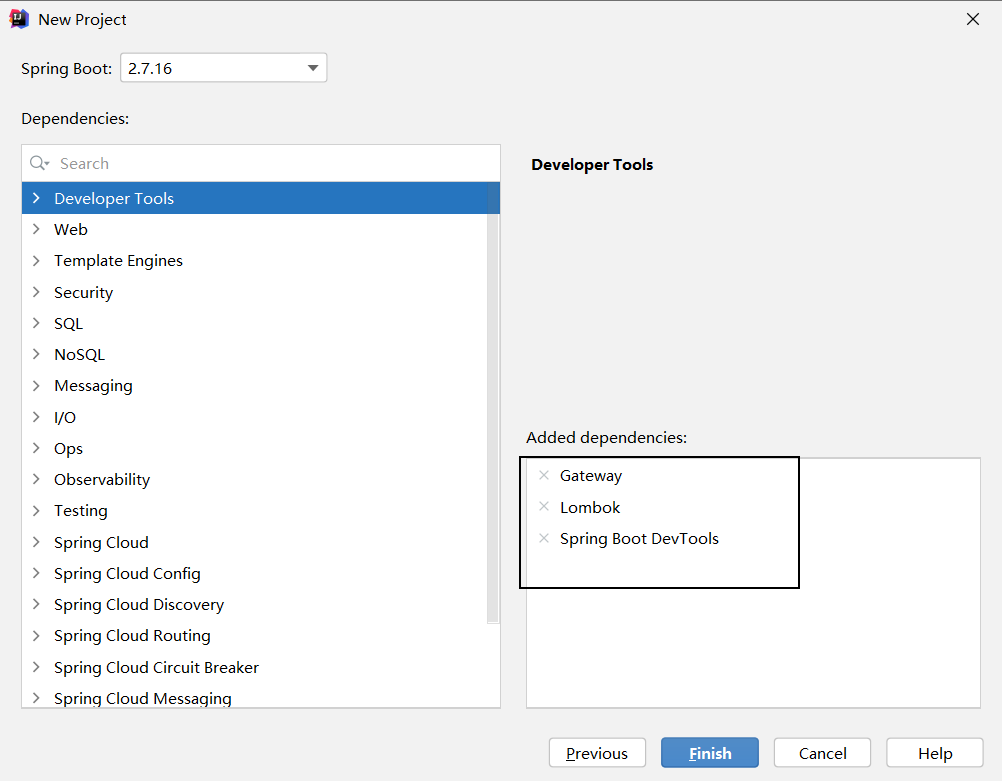 New Project
Spring Boot: 2.7.16
Dependencies:
Search
Developer Tools
Web
Template Engines
Security
SQL
NoSQL
Messaging
I/O
Ops
Observability
Testing
Spring Cloud
Spring Cloud Config
Spring Cloud Discovery
Spring Cloud Routing
Spring Cloud Circuit Breaker
Spring Cloud Messaging
Developer Tools
Added dependencies:
Gateway
Lombok
Spring Boot DevTools
Previous Finish Cancel Help